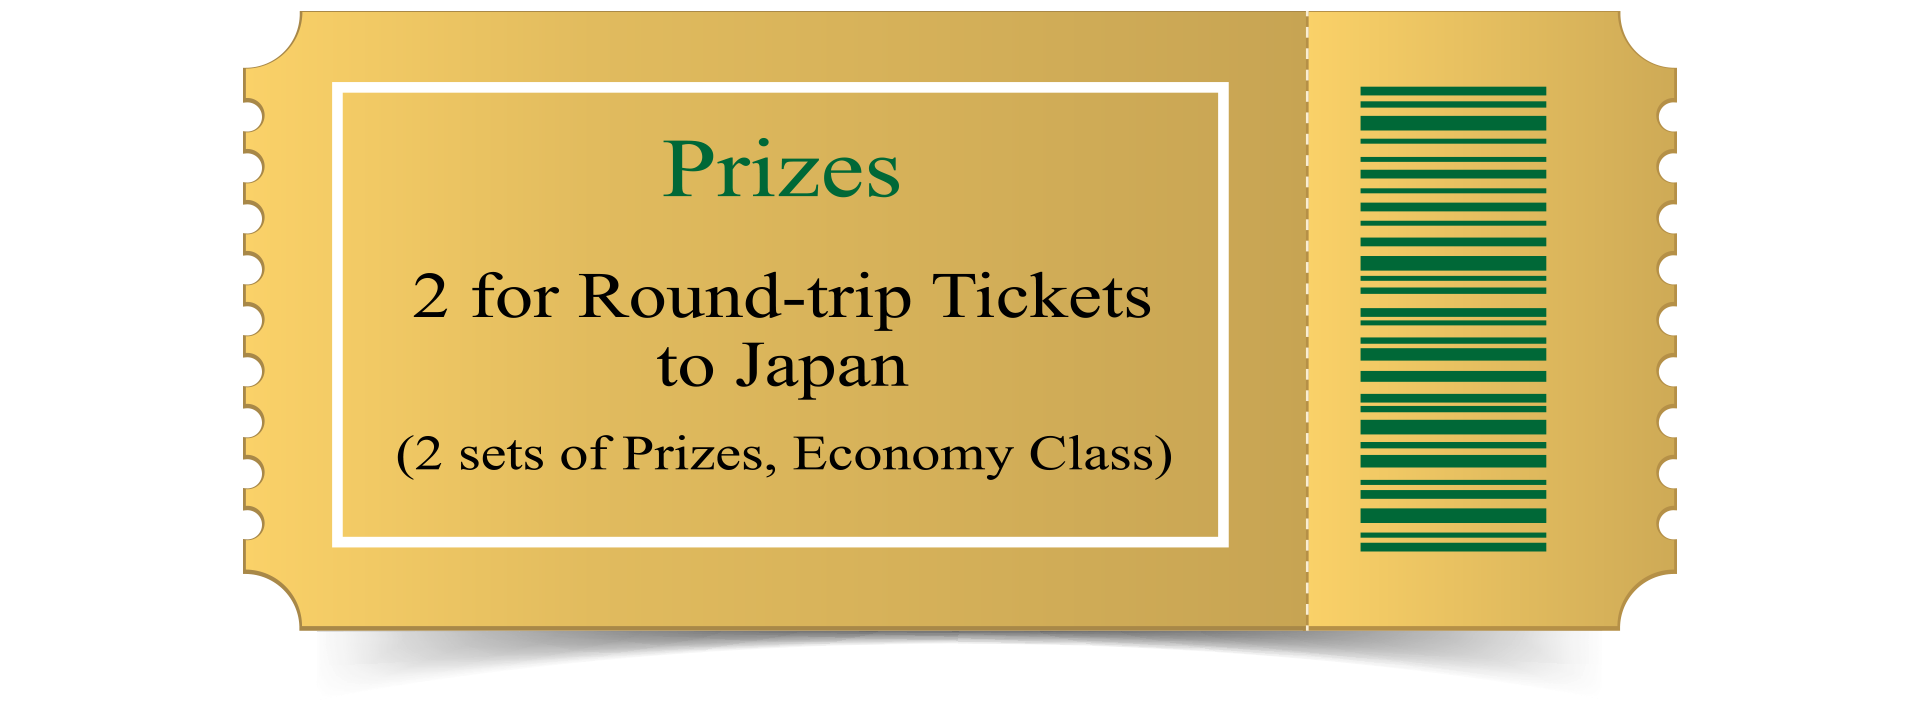 Prizes
2 for Round-trip Tickets
to Japan
(2 sets of Prizes, Economy Class)